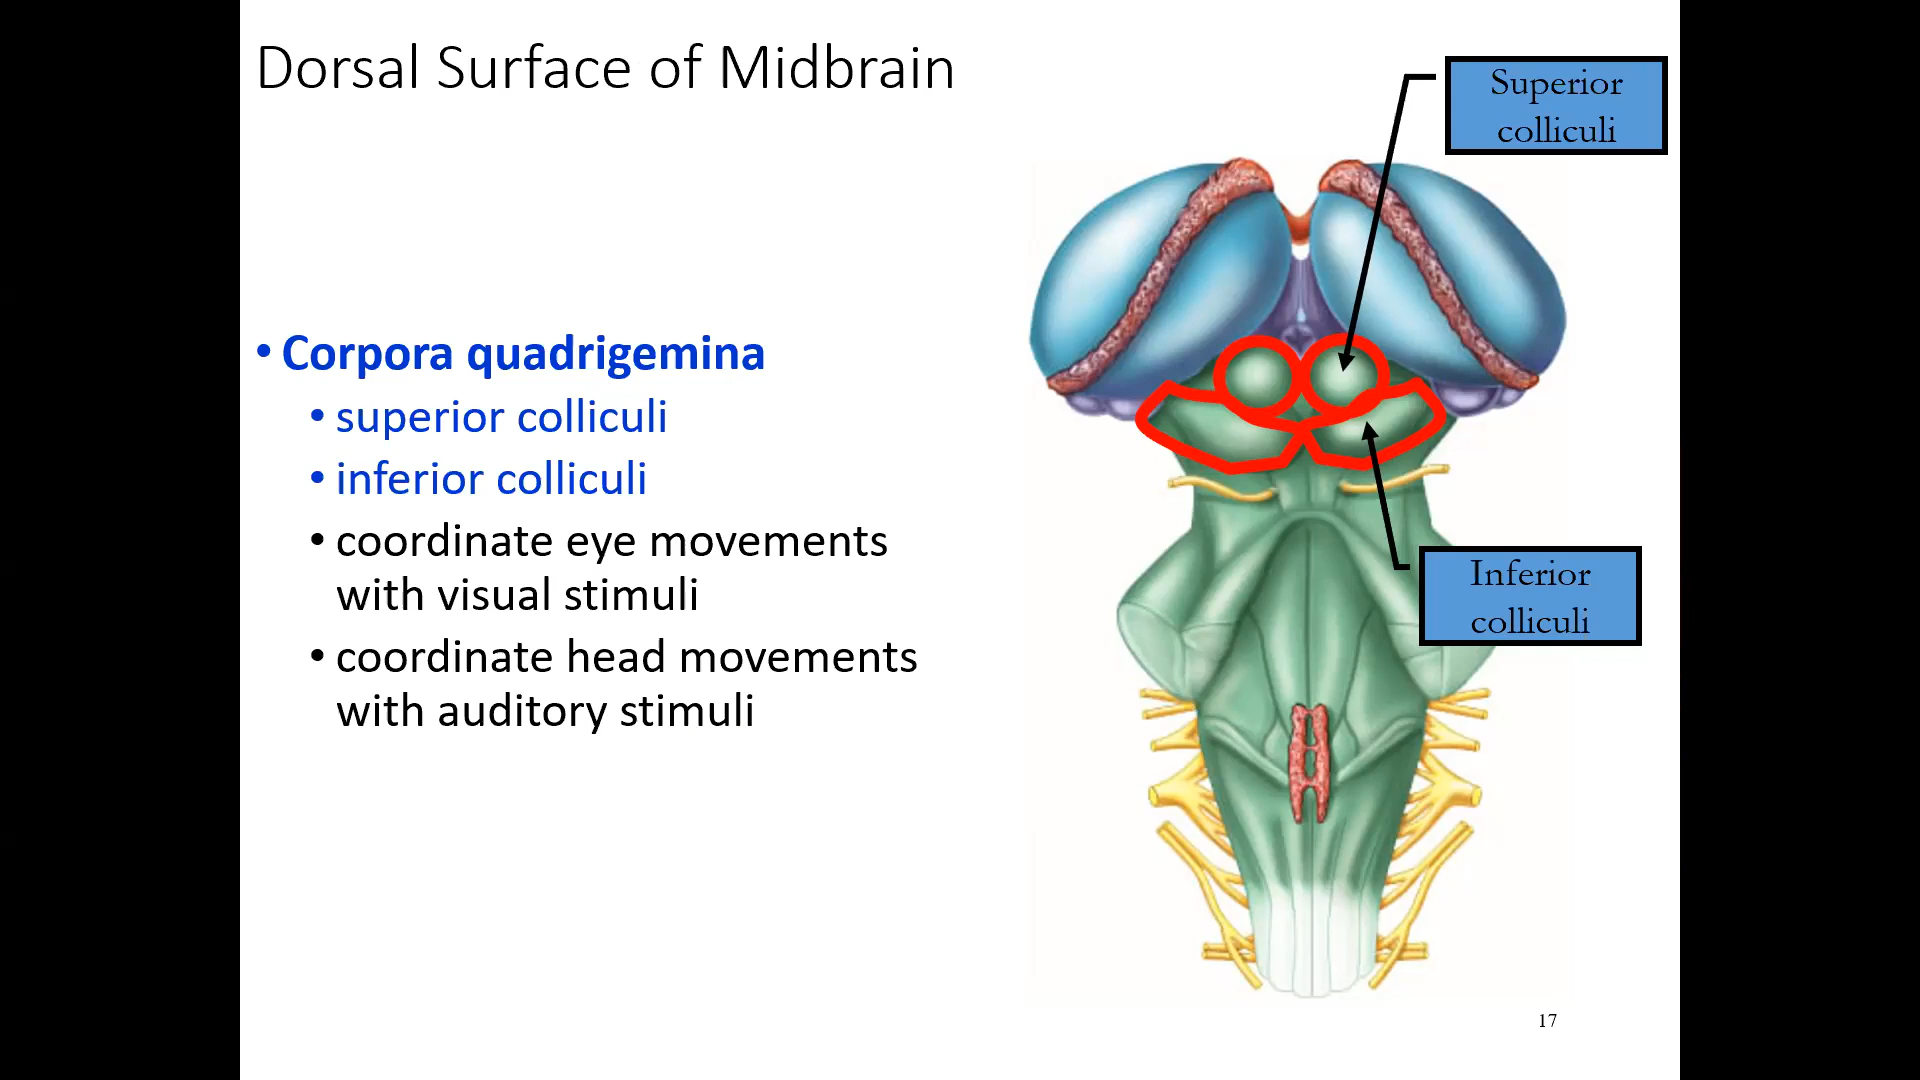 Dorsal Surface of Midbrain
Superior
colliculi
• Corpora quadrigemina
• superior colliculi
• inferior colliculi
• coordinate eye movements
with visual stimuli
• coordinate head movements
with auditory stimuli
Inferior
colliculi
17